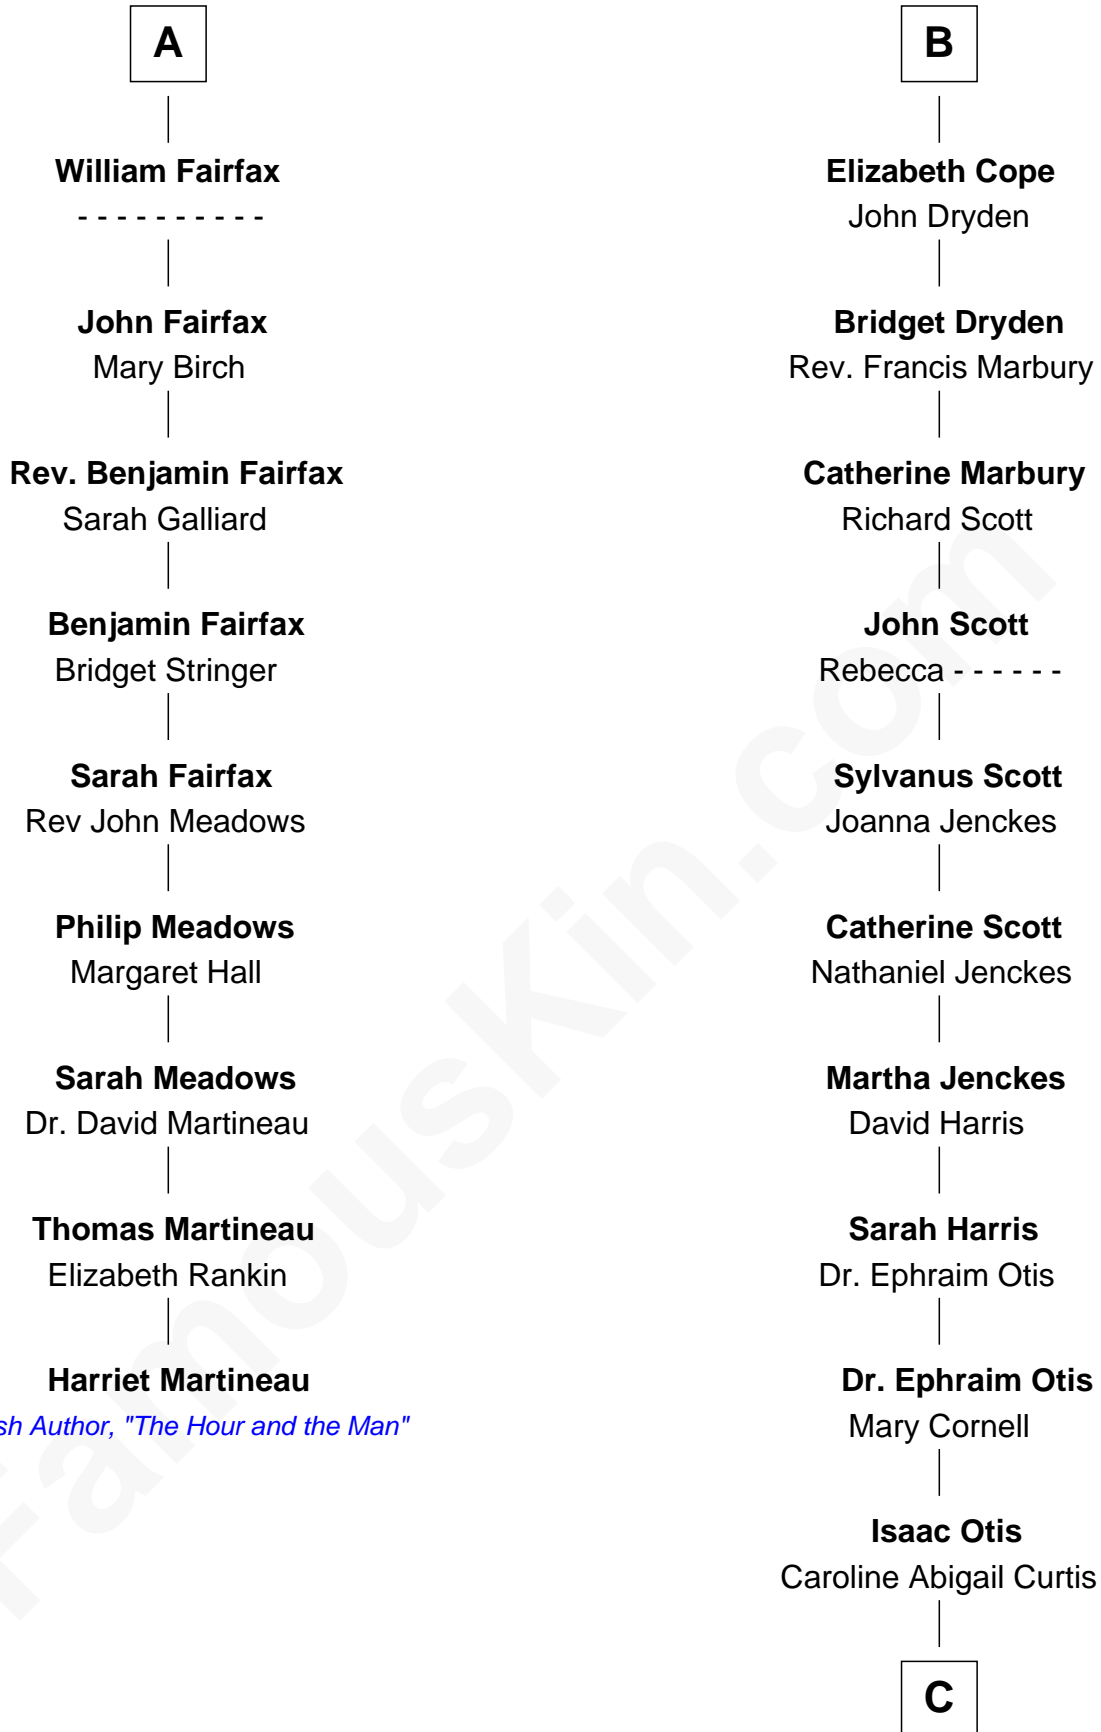 A
William Fairfax
- - - - - - - - - -
John Fairfax
Mary Birch
Rev. Benjamin Fairfax
Sarah Galliard
Benjamin Fairfax
Bridget Stringer
Sarah Fairfax
Rev John Meadows
Philip Meadows
Margaret Hall
Sarah Meadows
Dr. David Martineau
Thomas Martineau
Elizabeth Rankin
Harriet Martineau
sh Author, "The Hour and the Man"
B
Elizabeth Cope
John Dryden
Bridget Dryden
Rev. Francis Marbury
Catherine Marbury
Richard Scott
John Scott
Rebecca - - - - - -
Sylvanus Scott
Joanna Jenckes
Catherine Scott
Nathaniel Jenckes
Martha Jenckes
David Harris
Sarah Harris
Dr. Ephraim Otis
Dr. Ephraim Otis
Mary Cornell
Isaac Otis
Caroline Abigail Curtis
C
FamousKin.com